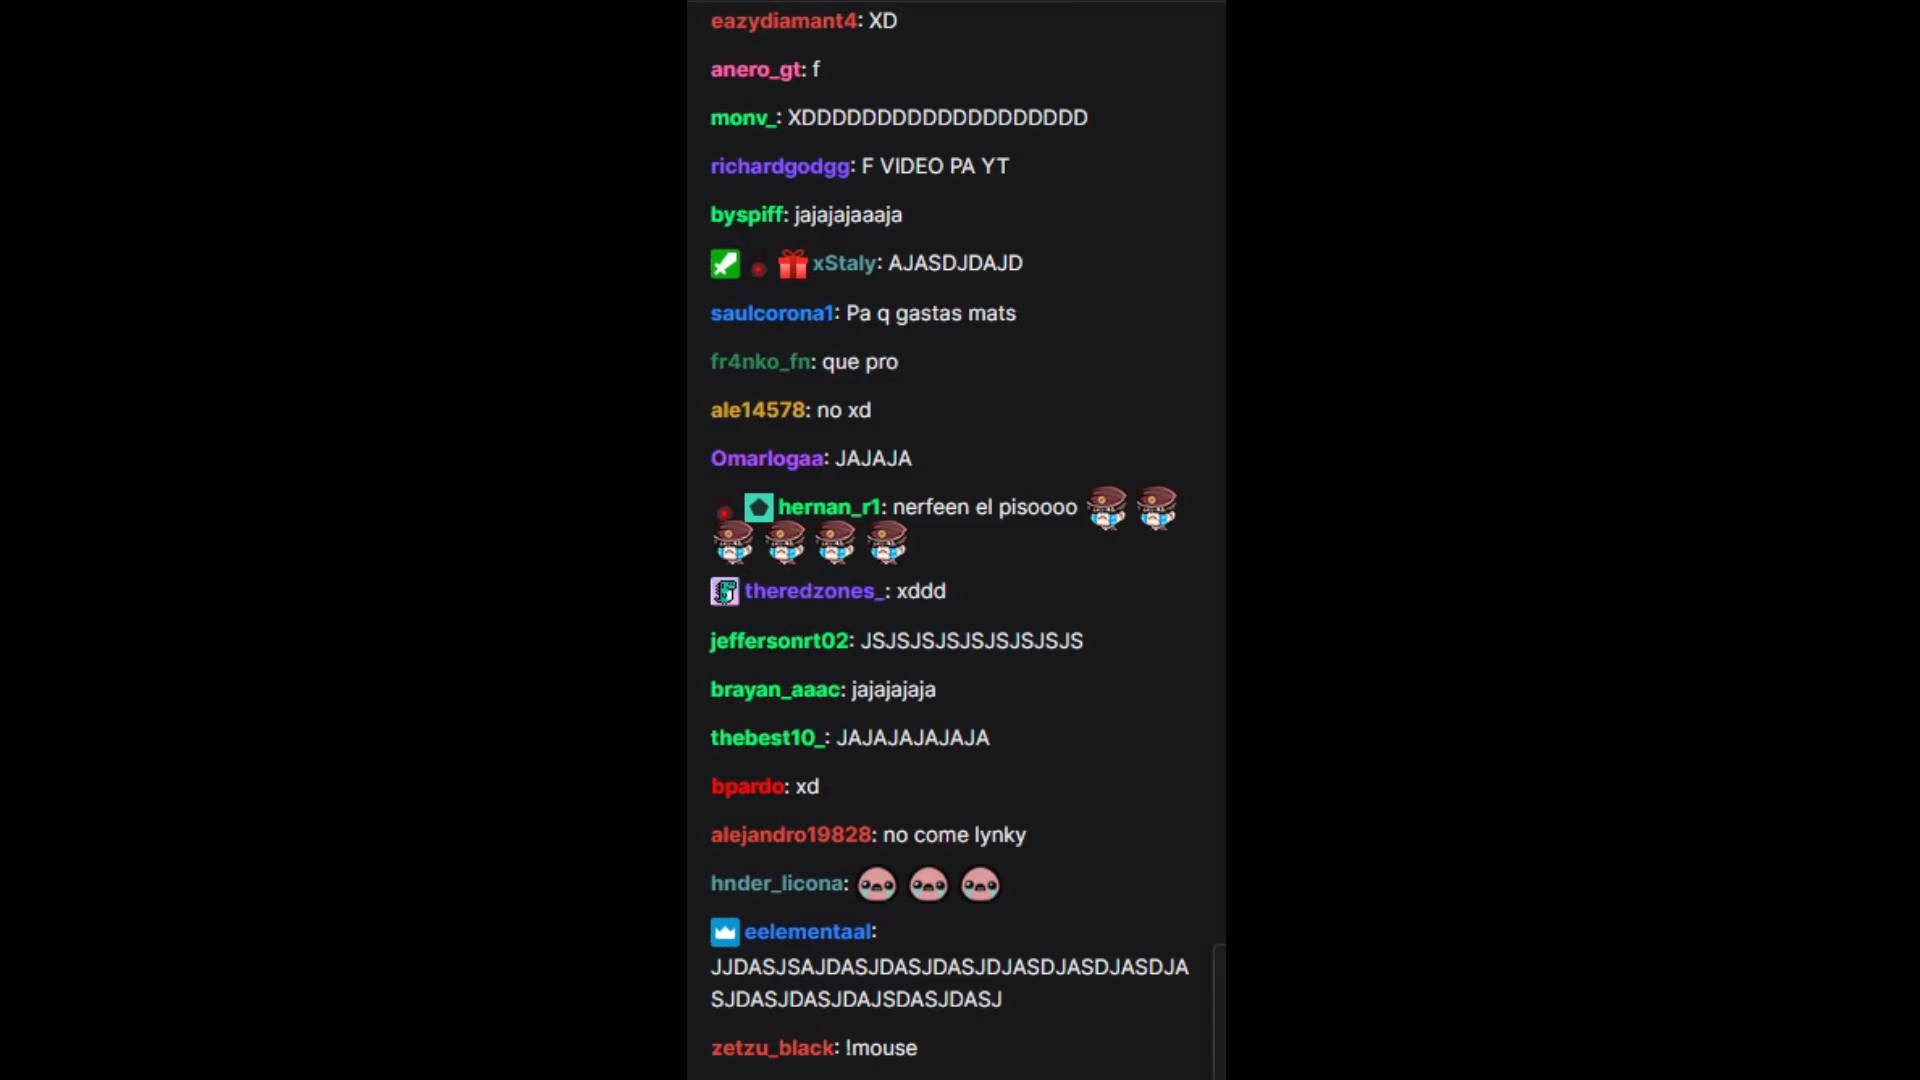 eazydiamant4: XD
anero_gt: f
monv_: XDDDDDDDDDDDDDDDDDDD
richardgodgg: F VIDEO PA YT
byspiff: jajajajaaaja
xStaly: AJASDJDAJD
saulcorona1: Pa q gastas mats
fr4nko_fn: que pro
ale14578: no xd
Omarlogaa: JAJAJA
hernan_r1: nerfeen el pisoooo
theredzones_: xddd
jeffersonrt02: JSJSJSJSJSJSJSJSJS
brayan_aaac: jajajajaja
thebest10_: JAJAJAJAJAJA
bpardo: xd
alejandro19828: no come lynky
hnder_licona:
eelementaal:
JJDASJSAJDASJDASJDASJDJASDJASDJASDJA
SJDASJDASJDAJSDASJDASJ
zetzu_black: !mouse